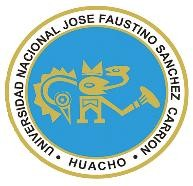 UNIVERSIDAD NACIONAL JOSE FAUSTINO SANCHEZ CARRION
• HUACHO •